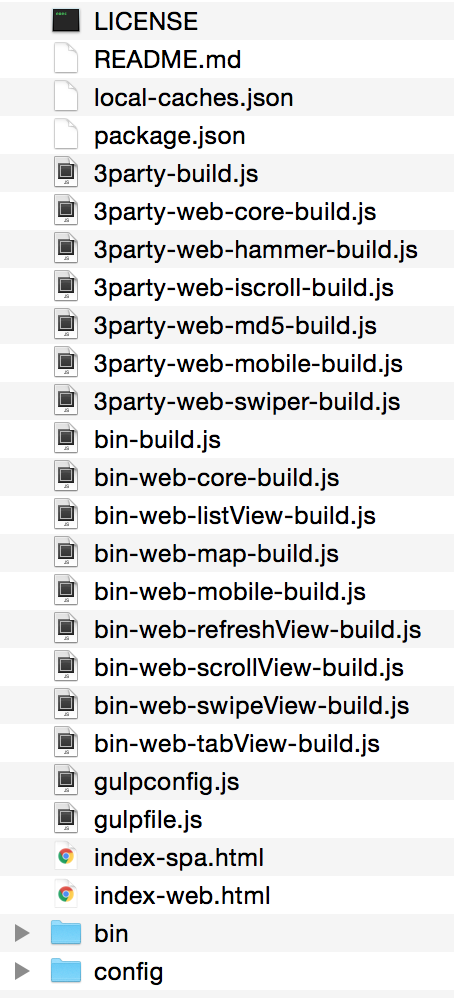 LICENSE
README.md
local-caches.json
package.json
3party-build.js
3party-web-core-build.js
3party-web-hammer-build.js
3party-web-iscroll-build.js
3party-web-md5-build.js
3party-web-mobile-build.js
3party-web-swiper-build.js
bin-build.js
bin-web-core-build.js
bin-web-listView-build.js
bin-web-map-build.js
bin-web-mobile-build.js
bin-web-refreshView-build.js
bin-web-scrollView-build.js
bin-web-swipeView-build.js
bin-web-tabView-build.js
gulpconfig.js
gulpfile.js
index-spa.html
index-web.html
bin
config